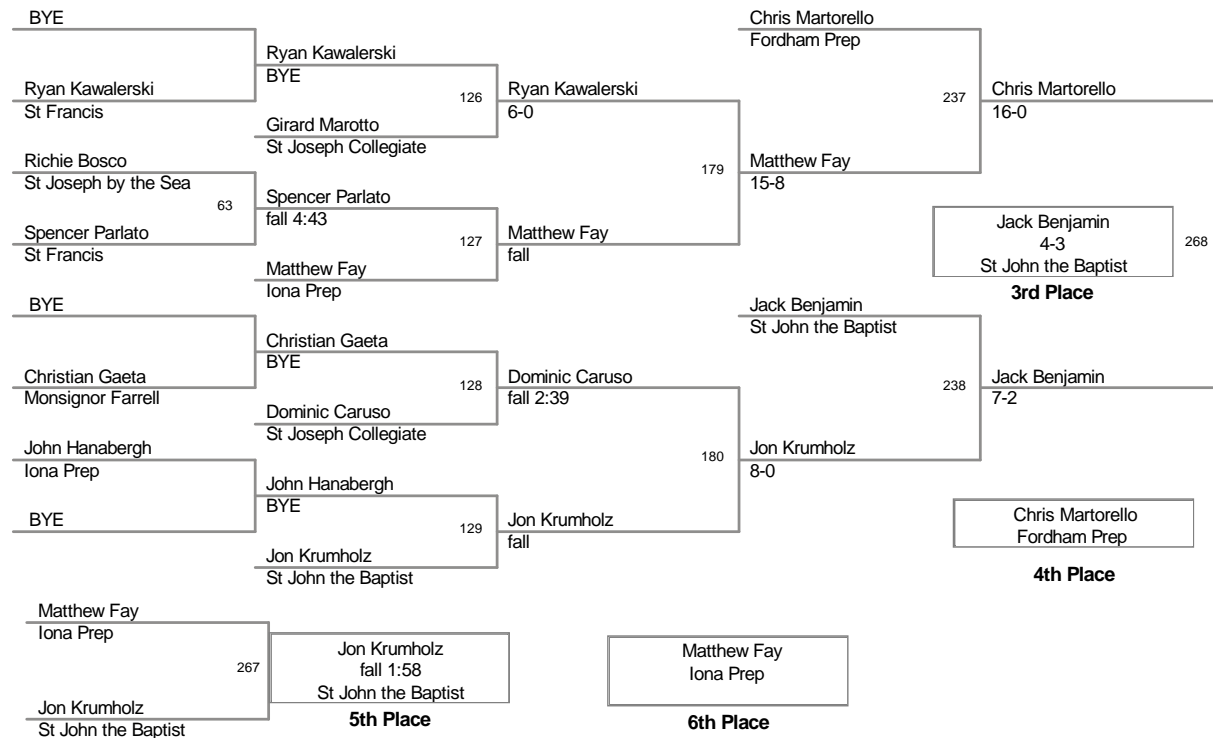 BYE
Ryan Kawalerski
St Francis
Richie Bosco
St Joseph by the Sea
63
Spencer Parlato
St Francis
BYE
Christian Gaeta
Monsignor Farrell
John Hanabergh
Iona Prep
BYE
Ryan Kawalerski
BYE
126
Girard Marotto
St Joseph Collegiate
Spencer Parlato
fall 4:43
127
Matthew Fay
Iona Prep
Christian Gaeta
BYE
128
Dominic Caruso
St Joseph Collegiate
John Hanabergh
BYE
129
Jon Krumholz
St John the Baptist
Ryan Kawalerski
6-0
179
Matthew Fay
fall
Dominic Caruso
fall 2:39
180
Jon Krumholz
fall
Chris Martorello
Fordham Prep
237
Matthew Fay
15-8
Jack Benjamin
St John the Baptist
238
Jon Krumholz
8-0
Chris Martorello
16-0
Jack Benjamin
4-3
St John the Baptist
268
3rd Place
Jack Benjamin
7-2
Chris Martorello
Fordham Prep
4th Place
Matthew Fay
Iona Prep
267
Jon Krumholz
St John the Baptist
Jon Krumholz
fall 1:58
St John the Baptist
5th Place
Matthew Fay
Iona Prep
6th Place